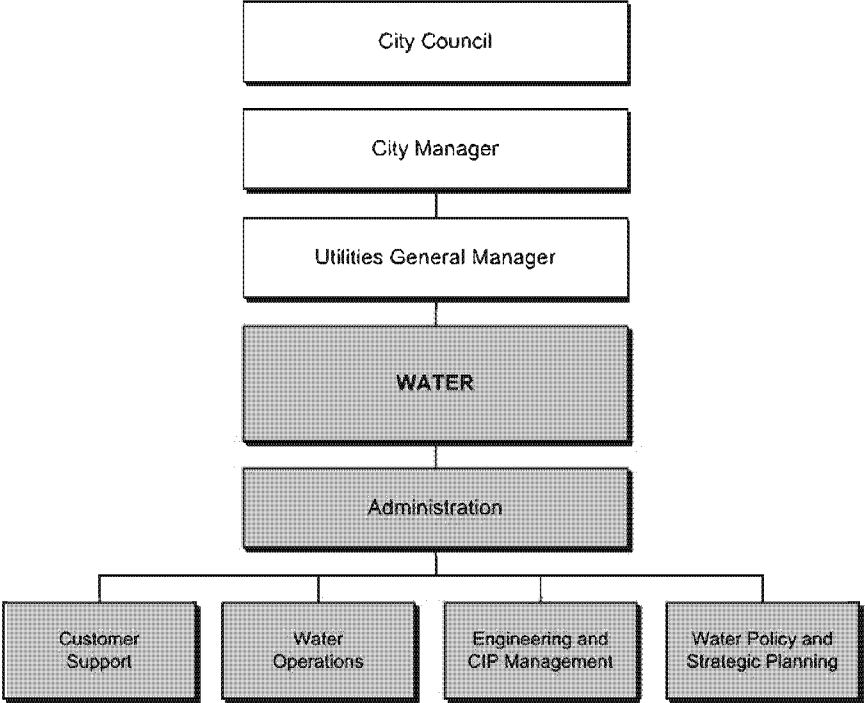 City Council
City Manager
Utilities General Manager
WATER
Administration
Customer
Support
Water
Operations
Engineering and
CIP Management
Water Policy and
Strategic Planning